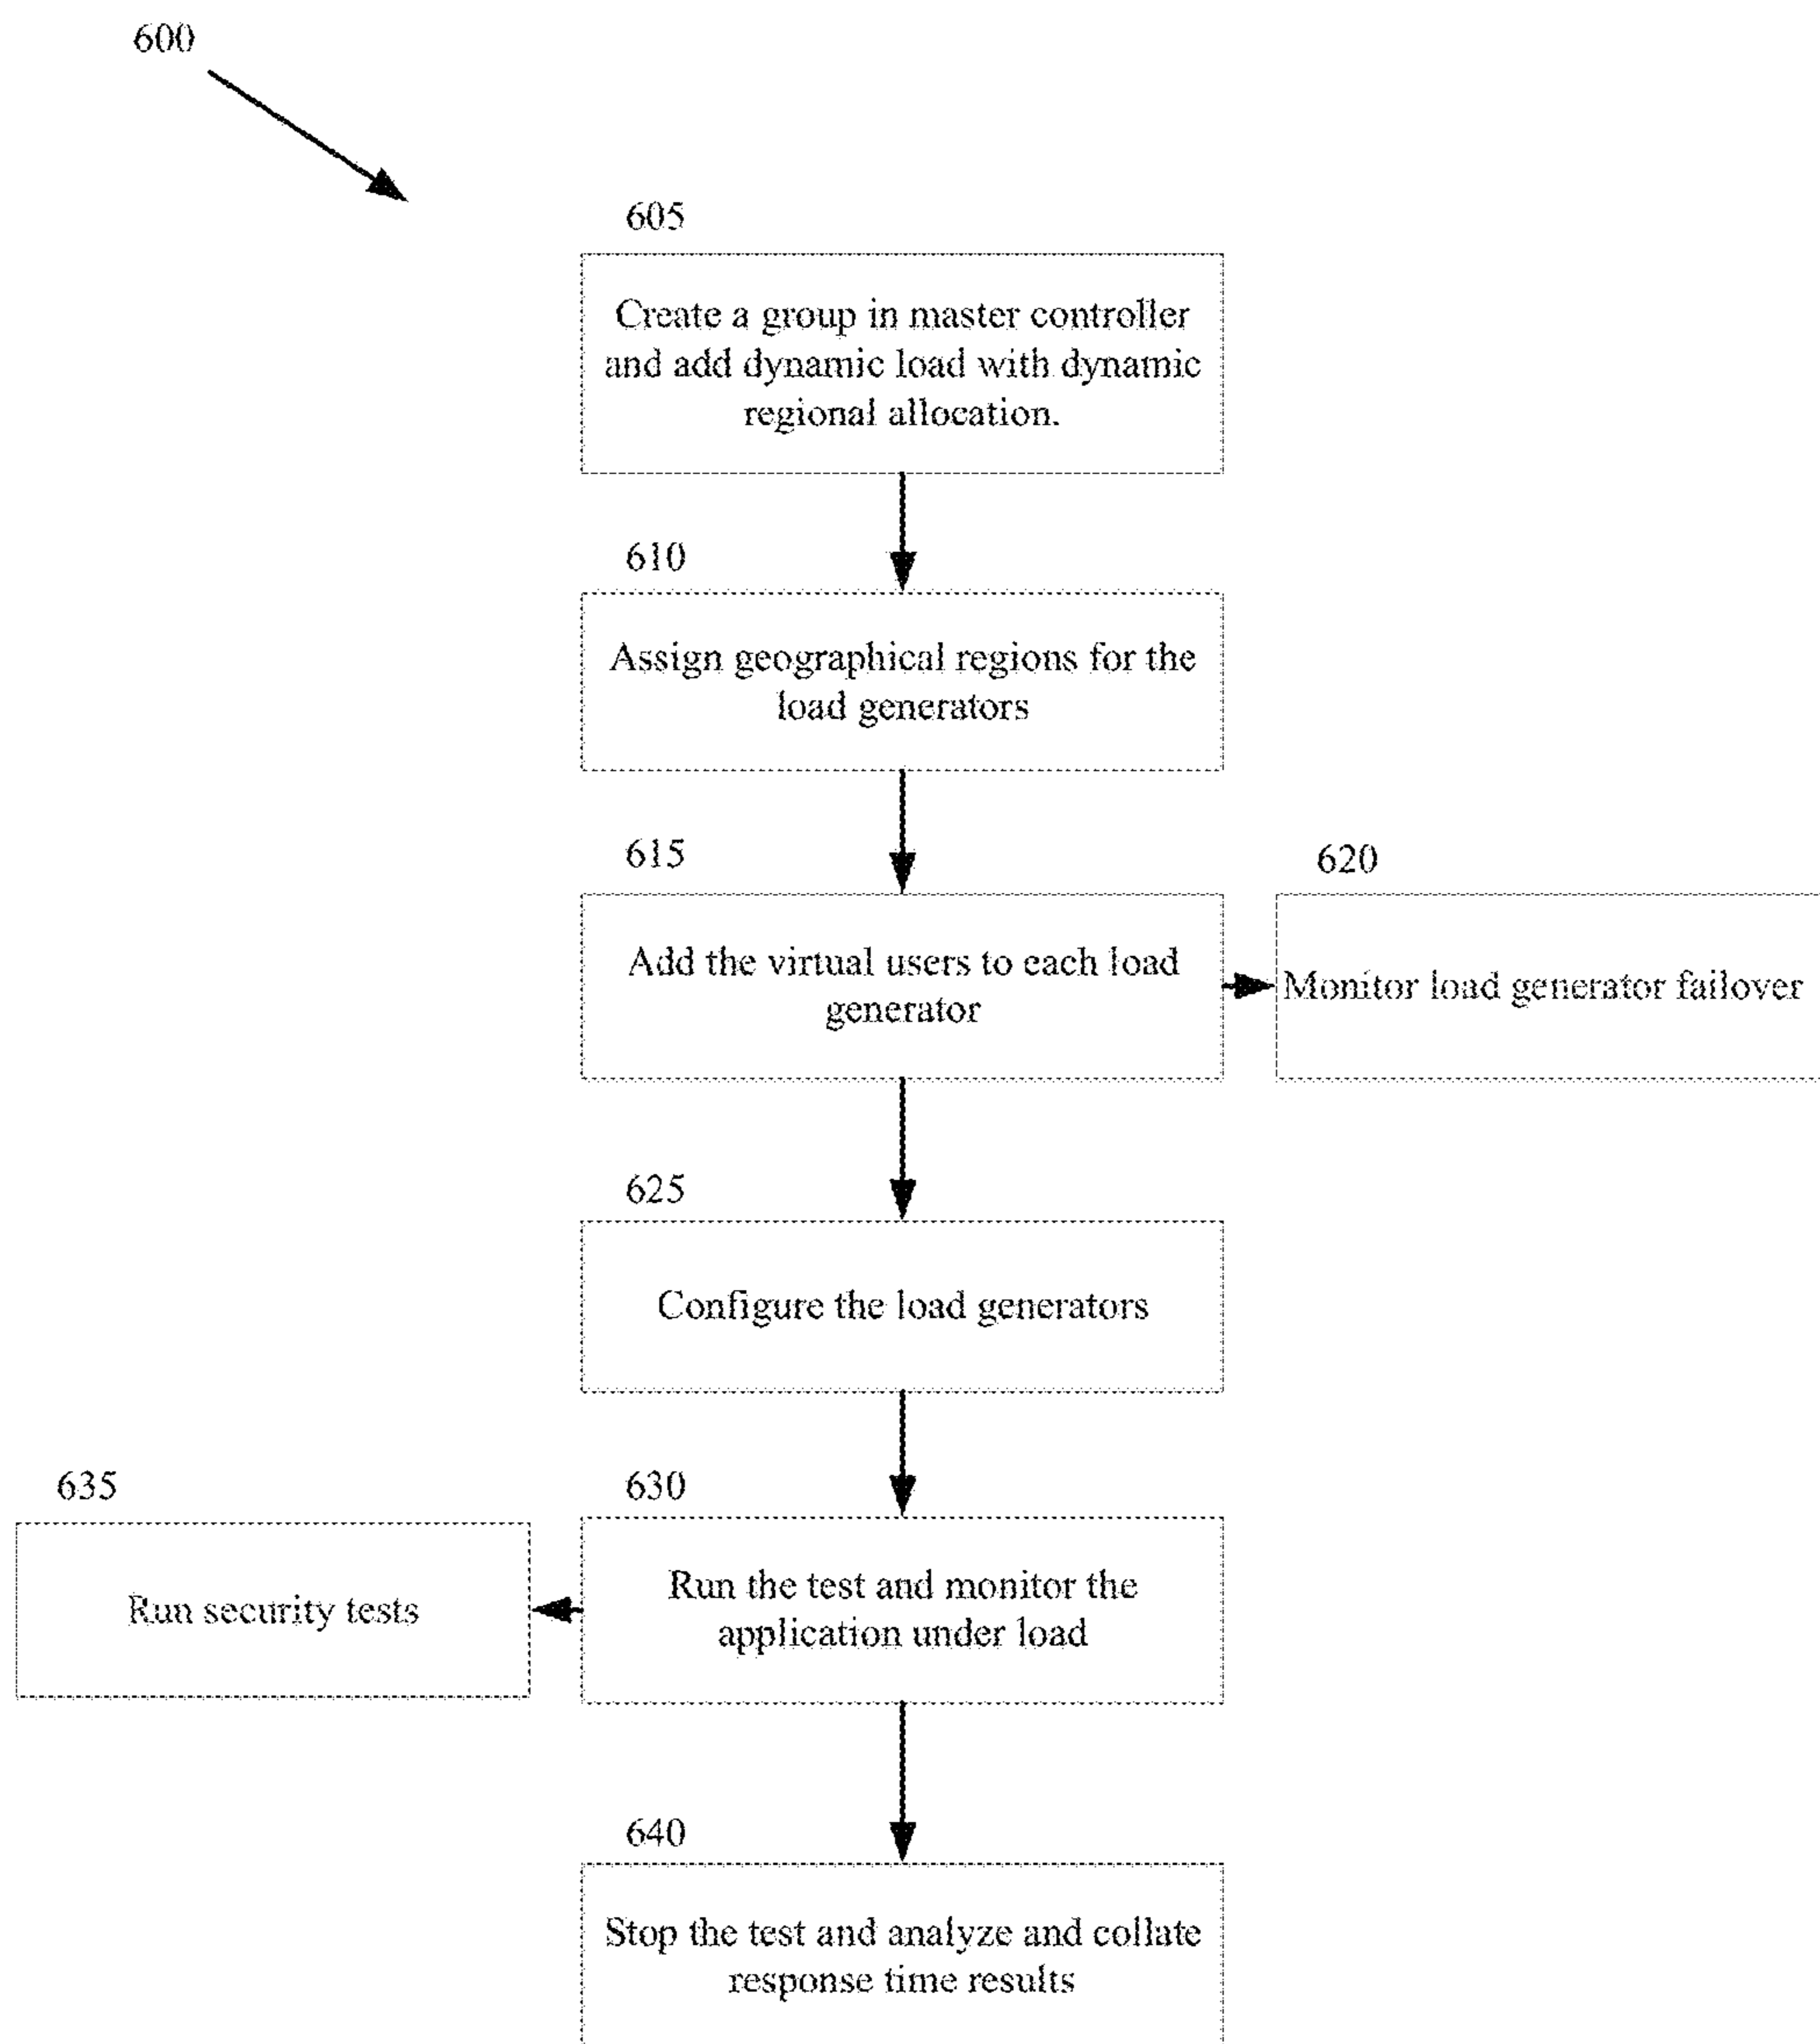 600
605
Create a group in master controller
and add dynamic load with dynamic
regional allocation.
610
Assign geographical regions for the
load generators
615
Add the virtual users to each load
generator
620
Monitor load generator failover
625
Configure the load generators
635
Run security tests
630
Run the test and monitor the
application under load
640
Stop the test and analyze and collate
response time results